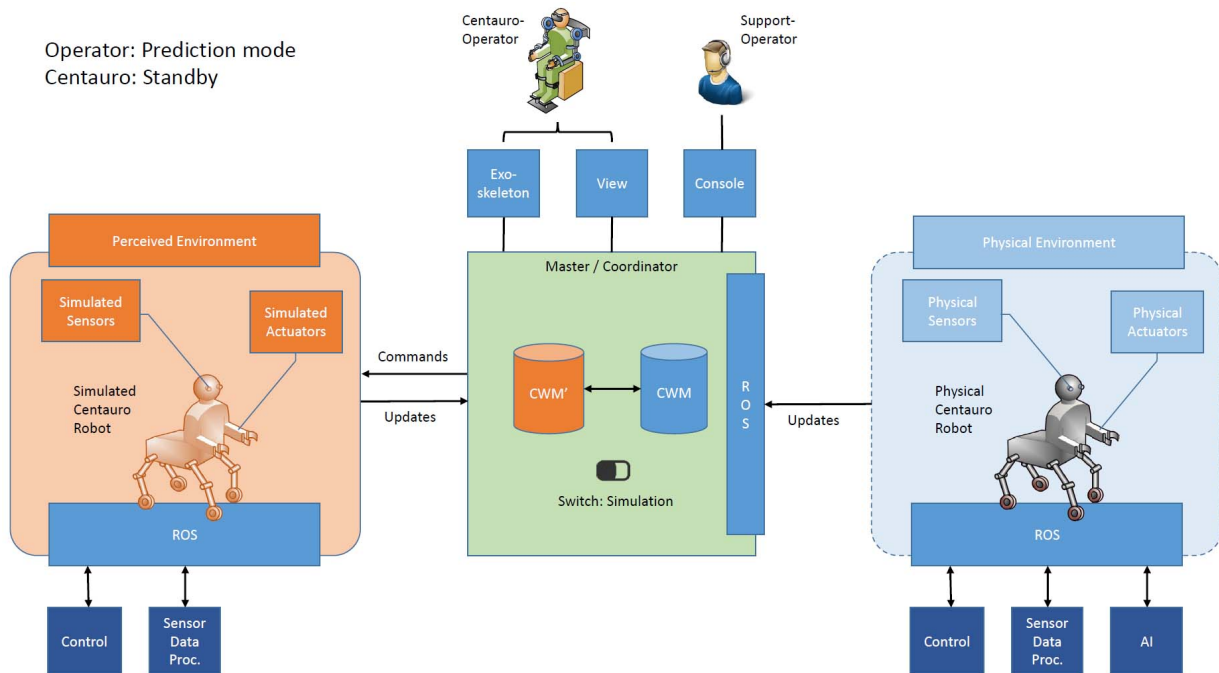 Operator: Prediction mode
Centauro: Standby
Centauro-
Operator
Support-
Operator
Exo-
skeleton
View
Console
Perceived Environment
Simulated
Sensors
Simulated
Actuators
Simulated
Centauro
Robot
ROS
Control
Sensor
Data
Proc.
Commands
Updates
Master / Coordinator
CWM'
CWM
Switch: Simulation
R
O
S
Updates
Physical Environment
Physical
Sensors
Physical
Actuators
Physical
Centauro
Robot
ROS
Control
Sensor
Data
Proc.
AI